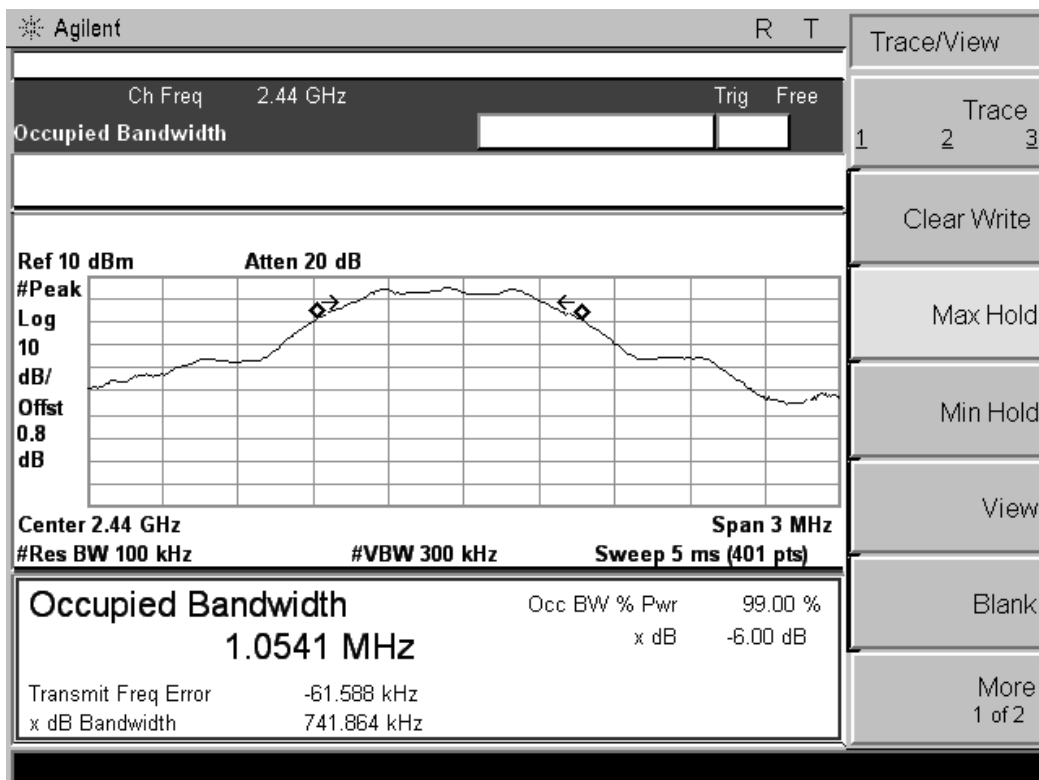 Agilent R T
Ch Freq 2.44 GHz Trig Free
Occupied Bandwidth
Ref 10 dBm Atten 20 dB
#Peak
Log
10
dB/
Offst
0.8
dB
Center 2.44 GHz Span 3 MHz
#Res BW 100 kHz #VBW 300 kHz Sweep 5 ms (401 pts)
Occupied Bandwidth Occ BW % Pwr 99.00 %
1.0541 MHz x dB -6.00 dB
Transmit Freq Error -61.588 kHz
x dB Bandwidth 741.864 kHz
Trace/View
Trace
1 2 3
Clear Write
Max Hold
Min Hold
View
Blank
More
1 of 2